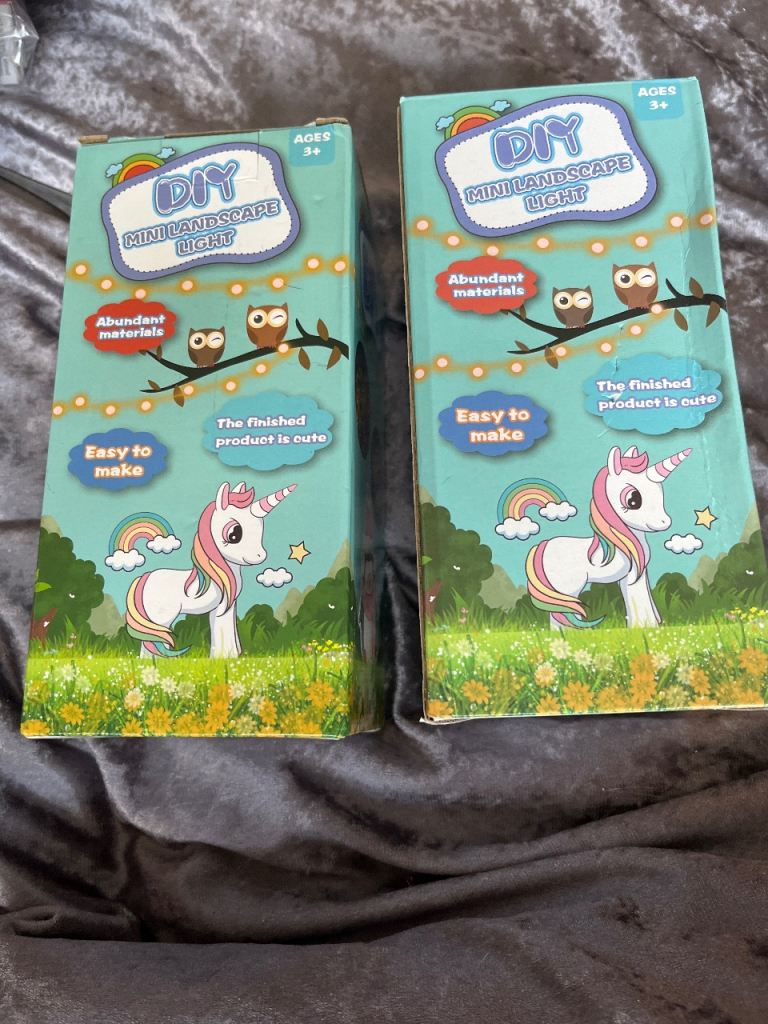 AGES
3+
DIY
MINI LANDSCAPE
LIGHT
Abundant
materials
The finished
product is cute
Easy to
make
AGES
3+
DIY
MINI LANDSCAPE
LIGHT
Abundant
materials
The finished
product is cute
Easy to
make